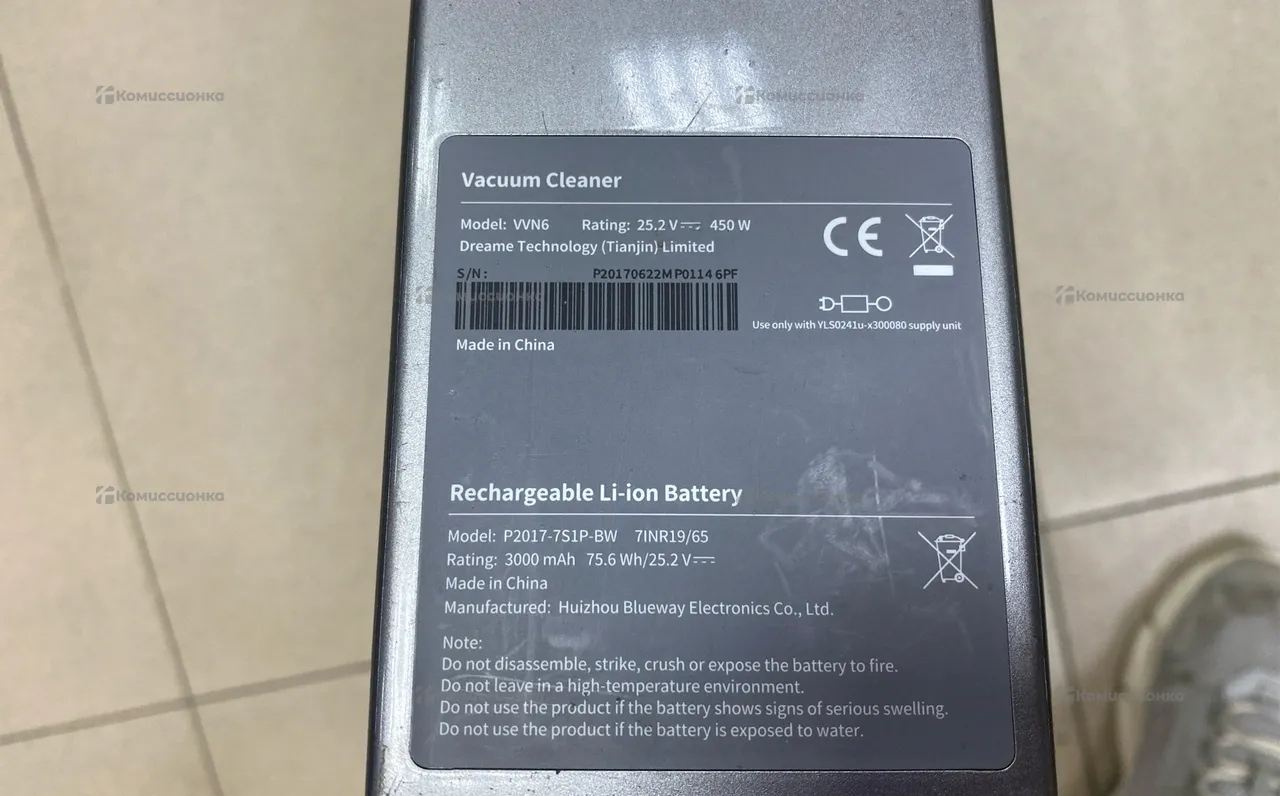 Vacuum Cleaner
Model: VVN6 Rating: 25.2 V 450 W
Dreame Technology (Tianjin) Limited
S/N: P20170622MP01146PF
CE
Use only with YLS0241u-x300080 supply unit
Made in China
Rechargeable Li-ion Battery
Model: P2017-7S1P-BW 7INR19/65
Rating: 3000 mAh 75.6 Wh/25.2 V
Made in China
Manufactured: Huizhou Blueway Electronics Co., Ltd.
Note:
Do not disassemble, strike, crush or expose the battery to fire.
Do not leave in a high-temperature environment.
Do not use the product if the battery shows signs of serious swelling.
Do not use the product if the battery is exposed to water.
Комиссионка
Комиссионка
Комиссионка
Комиссионка
Комиссионка
Комиссионка